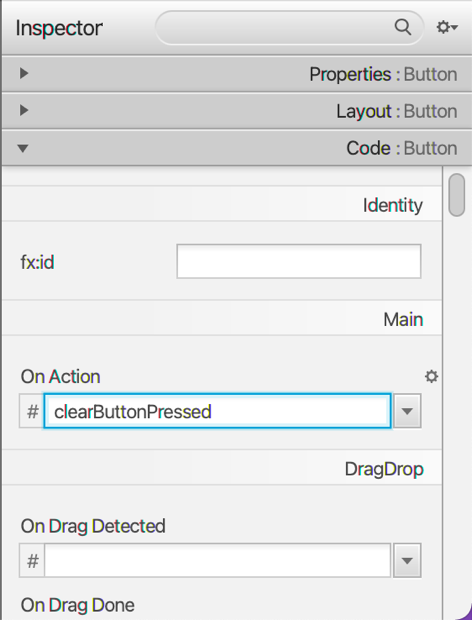 Inspector
Properties : Button
Layout : Button
Code : Button
Identity
fx:id
Main
On Action
# clearButtonPressed
DragDrop
On Drag Detected
#
On Drag Done